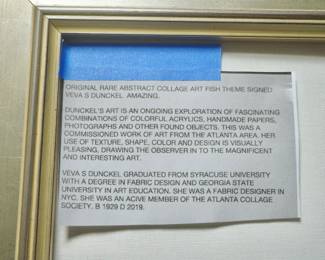 ORIGINAL RARE ABSTRACT COLLAGE ART FISH THEME SIGNED
VEVA S DUNCKEL AMAZING.
DUNCKEL'S ART IS AN ONGOING EXPLORATION OF FASCINATING
COMBINATIONS OF COLORFUL ACRYLICS, HANDMADE PAPERS,
PHOTOGRAPHS AND OTHER FOUND OBJECTS. THIS WAS A
COMMISSIONED WORK OF ART FROM THE ATLANTA AREA. HER
USE OF TEXTURE, SHAPE, COLOR AND DESIGN IS VISUALLY
PLEASING, DRAWING THE OBSERVER IN TO THE MAGNIFICENT
AND INTERESTING ART.
VEVA S DUNCKEL GRADUATED FROM SYRACUSE UNIVERSITY
WITH A DEGREE IN FABRIC DESIGN AND GEORGIA STATE
UNIVERSITY IN ART EDUCATION. SHE WAS A FABRIC DESIGNER IN
NYC. SHE WAS AN ACIVE MEMBER OF THE ATLANTA COLLAGE
SOCIETY. B 1929 D 2019.